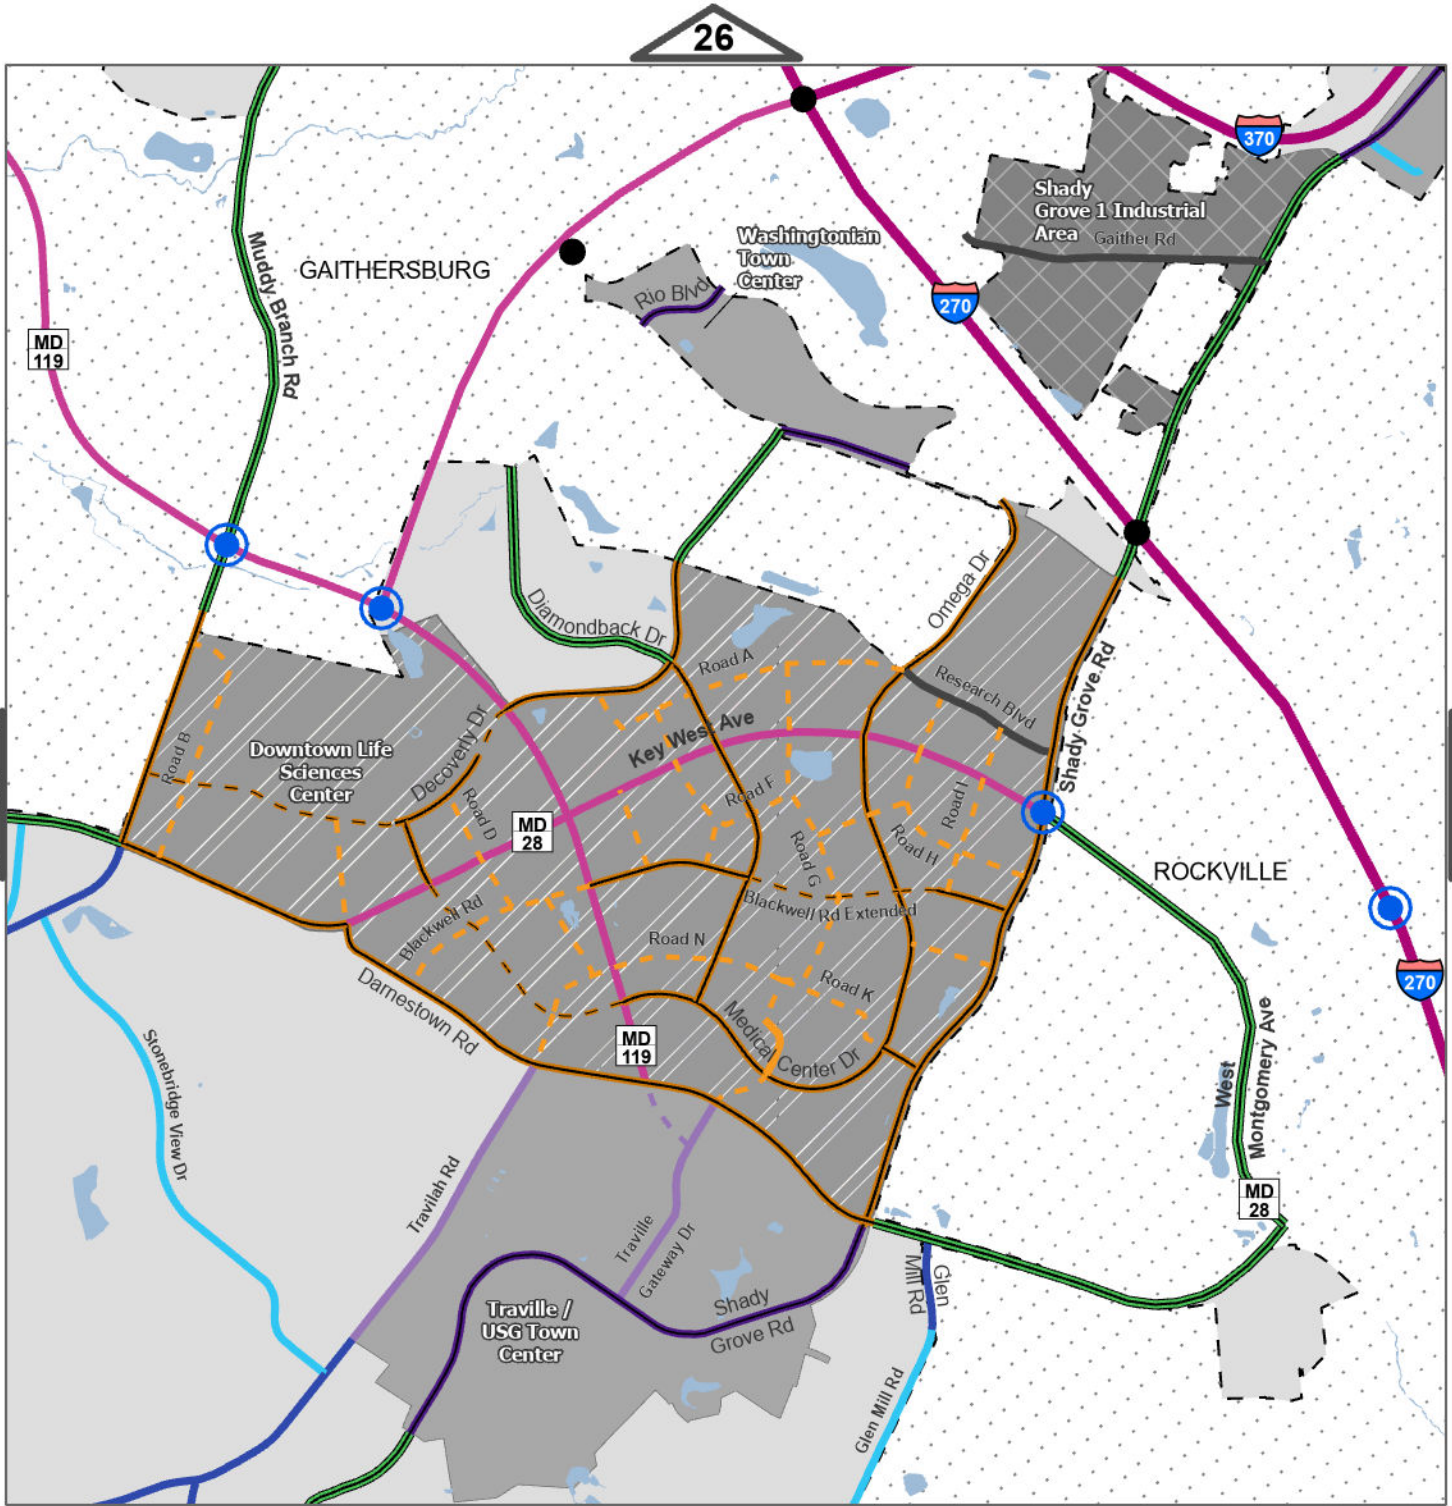 26
370
Shady
Grove 1 Industrial
Area
Gaither Rd
Washingtonian
Town
Center
GAITHERSBURG
Muddy Branch Rd
Rio Blvd
270
MD
119
Omega Dr
Diamondback Dr
Road A
Research Blvd
Shady Grove Rd
Key West Ave
Decoverly Dr
Downtown Life
Sciences
Center
Road B
Road D
Road F
Road I
MD
28
Road G
Road H
ROCKVILLE
Blackwell Rd
Blackwell Rd Extended
Road N
Road K
270
Darnestown Rd
Medical Center Dr
MD
119
Stonebridge View Dr
West
Montgomery Ave
Travilah Rd
MD
28
Traville
Gateway Dr
Glen
Mill Rd
Shady
Grove Rd
Traville /
USG Town
Center
Glen Mill Rd